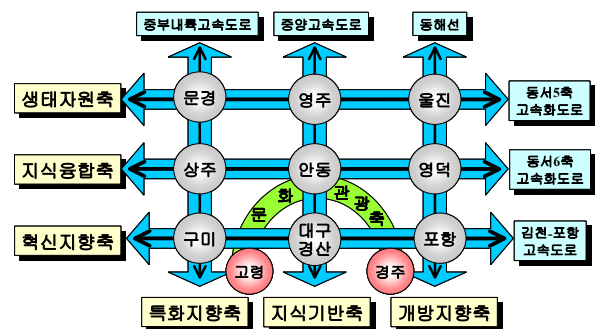 중부내륙고속도로
중앙고속도로
동해선
생태자원축
문경
영주
울진
동서5축
고속화도로
지식융합축
상주
안동
영덕
동서6축
고속화도로
문화관광축
혁신지향축
구미
대구
경산
포항
김천-포항
고속도로
고령
경주
특화지향축
지식기반축
개방지향축